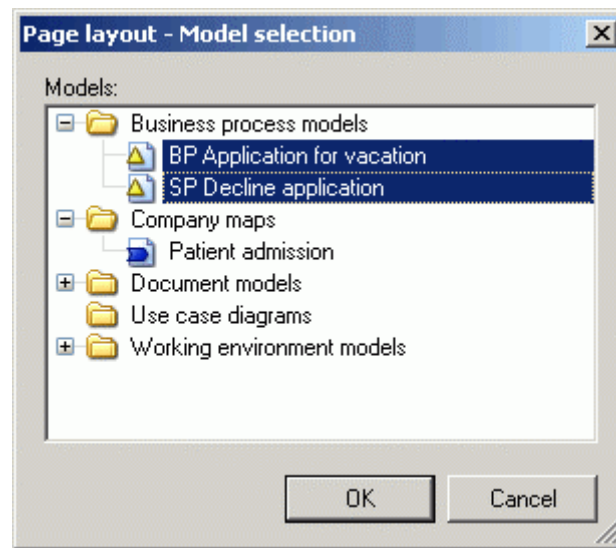 Page layout - Model selection
Models:
Business process models
BP Application for vacation
SP Decline application
Company maps
Patient admission
Document models
Use case diagrams
Working environment models
OK
Cancel